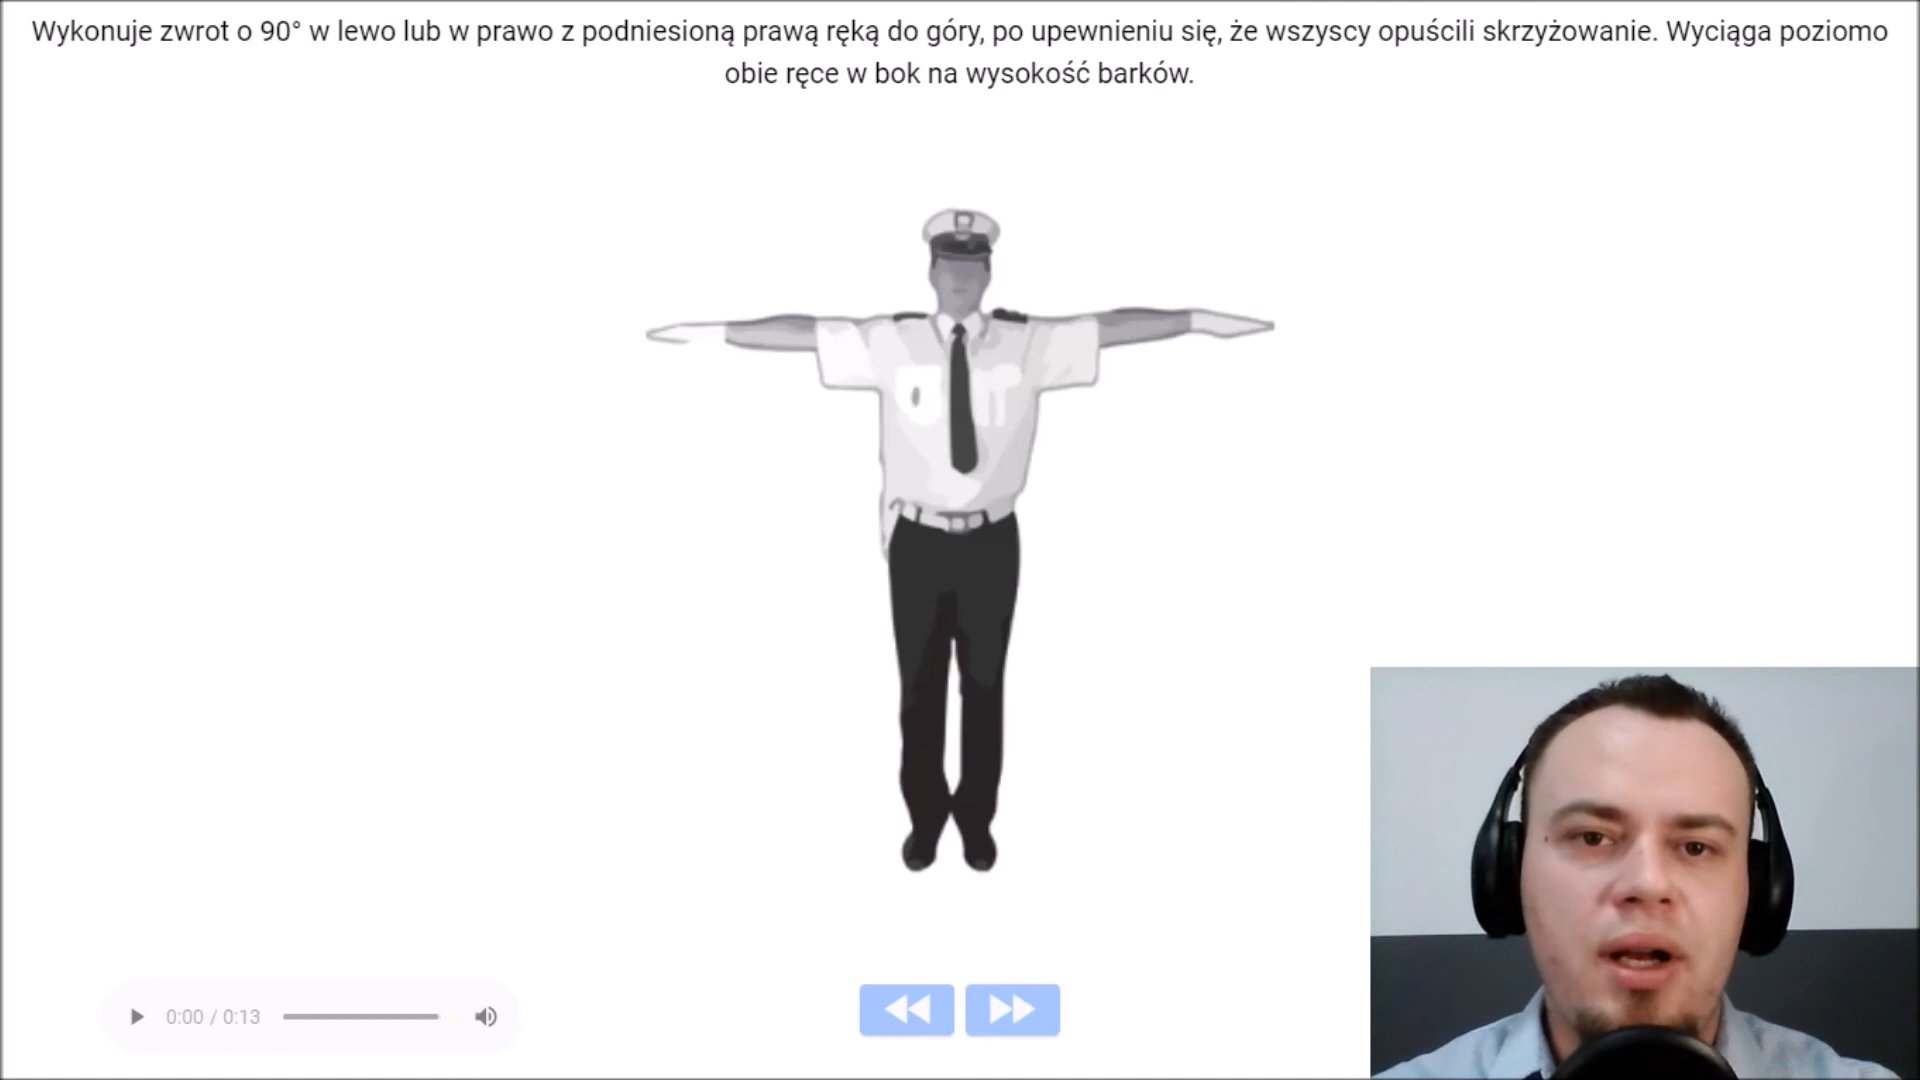 Wykonuje zwrot o 90° w lewo lub w prawo z podniesioną prawą ręką do góry, po upewnieniu się, że wszyscy opuścili skrzyżowanie. Wyciąga poziomo
obie ręce w bok na wysokość barków.
0:00 / 0:13